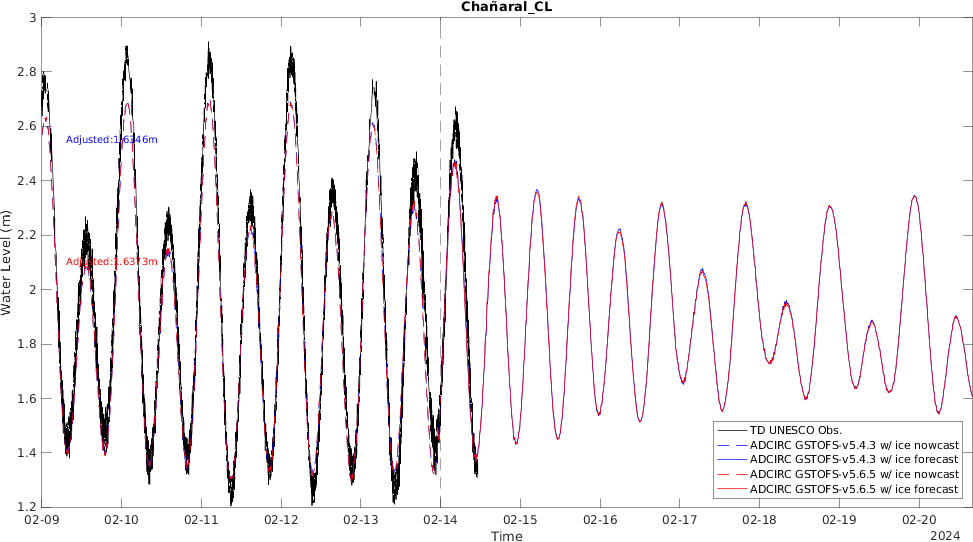 Chañaral_CL
3
2.8
2.6
2.4
2.2
2
1.8
1.6
1.4
1.2
Water Level (m)
Adjusted:1.6346m
Adjusted:1.6373m
TD UNESCO Obs.
ADCIRC GSTOFS-v5.4.3 w/ ice nowcast
ADCIRC GSTOFS-v5.4.3 w/ ice forecast
ADCIRC GSTOFS-v5.6.5 w/ ice nowcast
ADCIRC GSTOFS-v5.6.5 w/ ice forecast
02-09 02-10 02-11 02-12 02-13 02-14 02-15 02-16 02-17 02-18 02-19 02-20
Time
2024